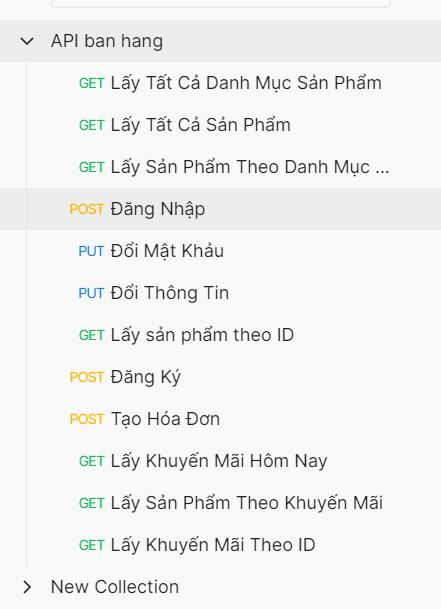 API ban hang
GET Lấy Tất Cả Danh Mục Sản Phẩm
GET Lấy Tất Cả Sản Phẩm
GET Lấy Sản Phẩm Theo Danh Mục ...
POST Đăng Nhập
PUT Đổi Mật Khảu
PUT Đổi Thông Tin
GET Lấy sản phẩm theo ID
POST Đăng Ký
POST Tạo Hóa Đơn
GET Lấy Khuyến Mãi Hôm Nay
GET Lấy Sản Phẩm Theo Khuyến Mãi
GET Lấy Khuyến Mãi Theo ID
New Collection